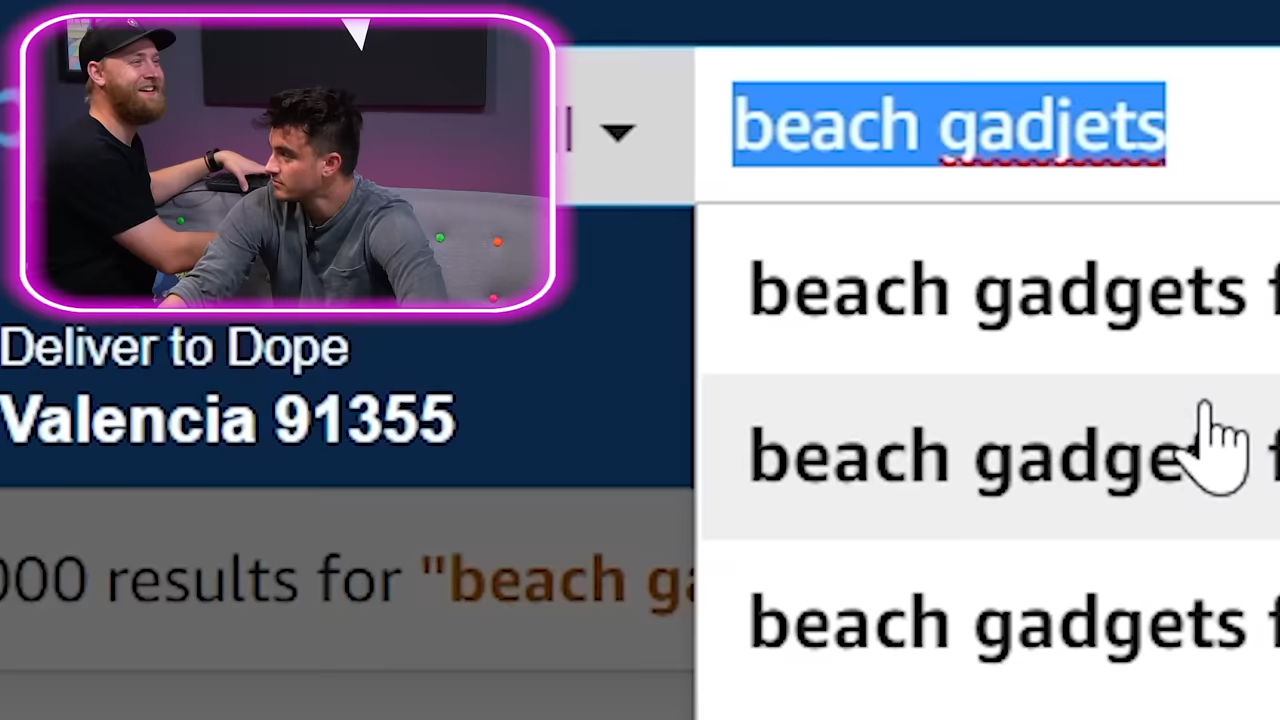 beach gadjets
beach gadgets f
Deliver to Dope
Valencia 91355
beach gadge f
000 results for "beach ga
beach gadgets f